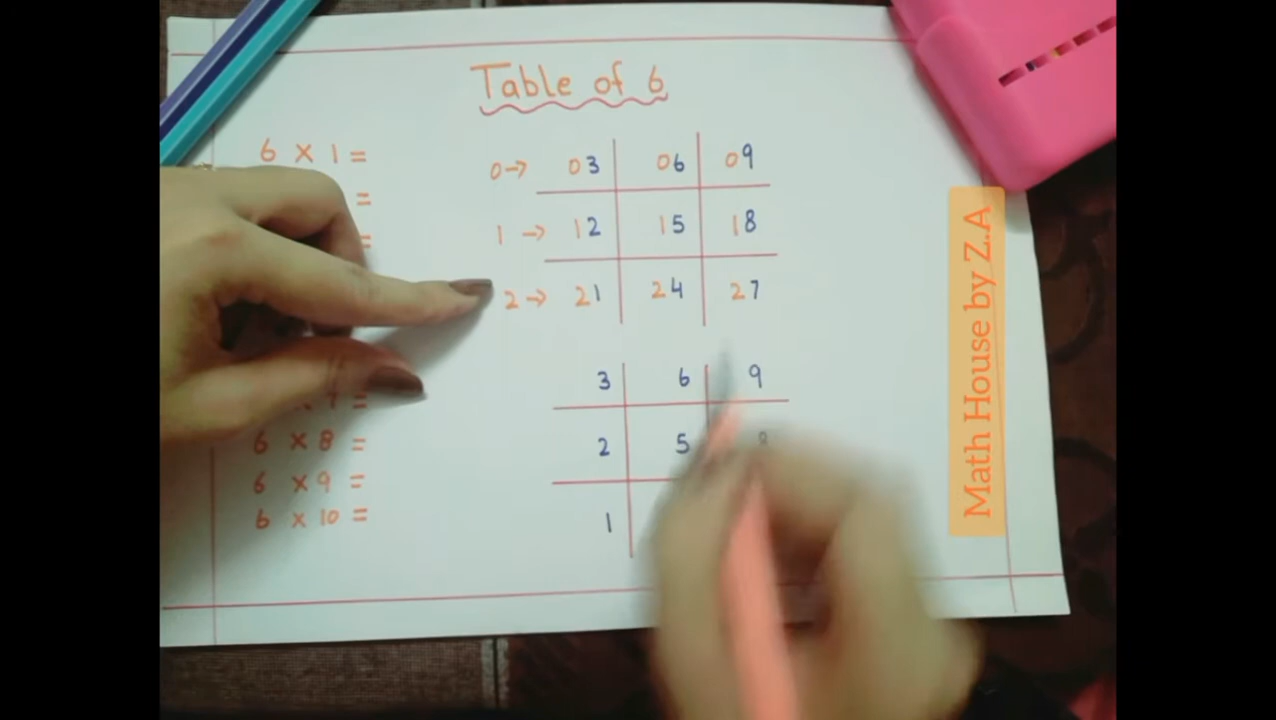 Table of 6
6 × 1 =
=
=
=
6 × 8 =
6 × 9 =
6 × 10 =
0→ 03 06 09
1 → 12 15 18
2→ 21 24 27
3 6 9
2 5 8
1
Math House by Z.A